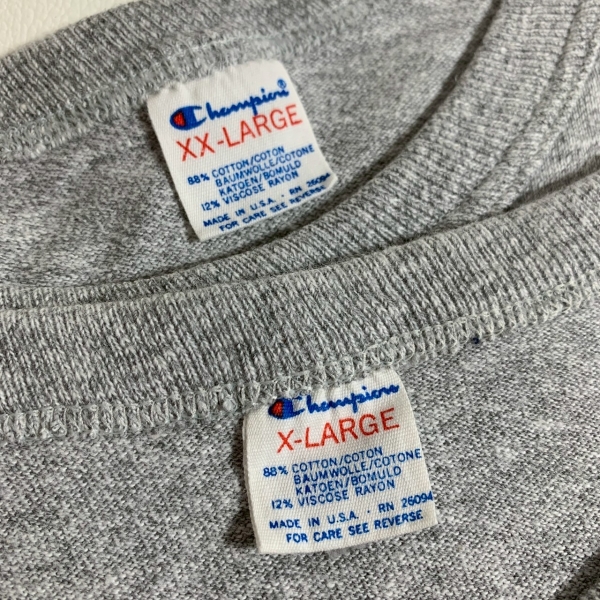 Champion®
XX-LARGE
88% COTTON/COTON
BAUMWOLLE/COTONE
KATOEN/BOMULD
12% VISCOSE RAYON
MADE IN U.S.A. - RN 26094
FOR CARE SEE REVERSE
Champion
X-LARGE
88% COTTON/COTON
BAUMWOLLE/COTONE
KATOEN/BOMULD
12% VISCOSE RAYON
MADE IN U.S.A. - RN 26094
FOR CARE SEE REVERSE